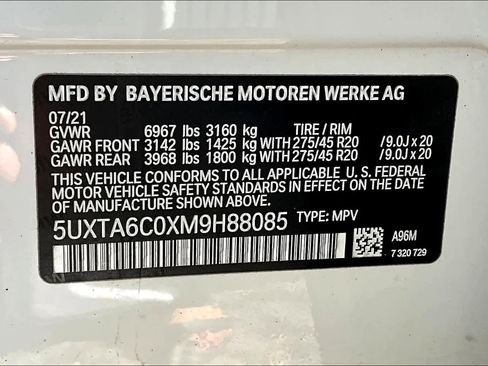 MFD BY BAYERISCHE MOTOREN WERKE AG
07/21
GVWR 6967 lbs 3160 kg TIRE / RIM
GAWR FRONT 3142 lbs 1425 kg WITH 275/45 R20 /9.0J x 20
GAWR REAR 3968 lbs 1800 kg WITH 275/45 R20 /9.0J x 20
THIS VEHICLE CONFORMS TO ALL APPLICABLE U.S. FEDERAL
MOTOR VEHICLE SAFETY STANDARDS IN EFFECT ON THE DATE
OF MANUFACTURE SHOWN ABOVE.
5UXTA6C0XM9H88085 TYPE: MPV
A96M
7 320 729